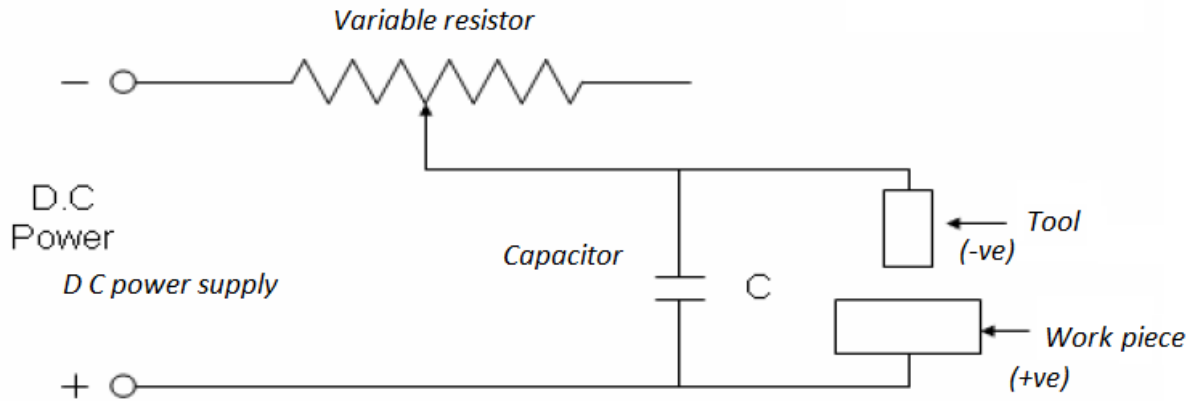 Variable resistor
−
D.C
Power
D C power supply
Capacitor
C
Tool
(-ve)
Work piece
(+ve)
+